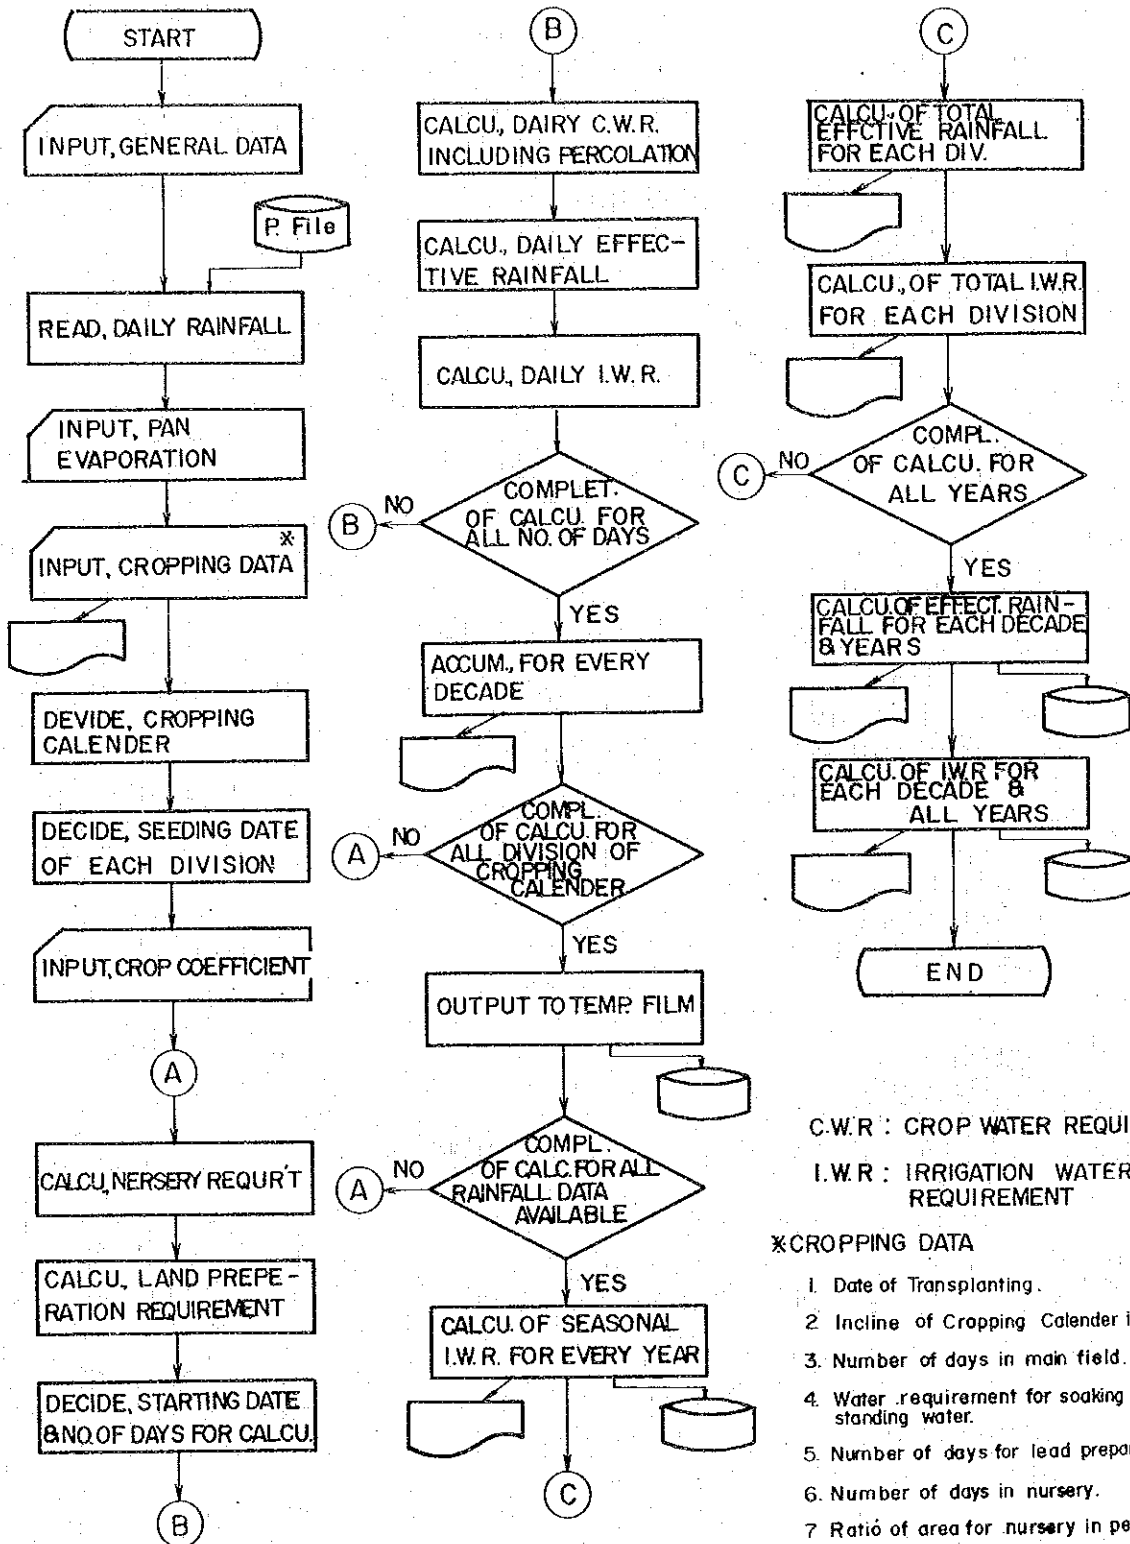 START
INPUT, GENERAL DATA
P. File
READ, DAILY RAINFALL
INPUT, PAN
EVAPORATION
※
INPUT, CROPPING DATA
DEVIDE, CROPPING
CALENDER
DECIDE, SEEDING DATE
OF EACH DIVISION
INPUT, CROP COEFFICIENT
A
CALCU, NERSERY REQUR'T
CALCU., LAND PREPE-
RATION REQUIREMENT
DECIDE, STARTING DATE
& NO. OF DAYS FOR CALCU.
B
B
CALCU., DAIRY C.W.R.
INCLUDING PERCOLATION
CALCU., DAILY EFFEC-
TIVE RAINFALL
CALCU., DAILY I.W.R.
COMPLET.
OF CALCU. FOR
ALL NO. OF DAYS
NO
B
YES
ACCUM., FOR EVERY
DECADE
COMPL.
OF CALCU. FOR
ALL DIVISION OF
CROPPING
CALENDER
NO
A
YES
OUTPUT TO TEMP. FILM
COMPL.
OF CALC. FOR ALL
RAINFALL DATA
AVAILABLE
NO
A
YES
CALCU. OF SEASONAL
I.W.R. FOR EVERY YEAR
C
C
CALCU., OF TOTAL
EFFCTIVE RAINFALL
FOR EACH DIV.
CALCU., OF TOTAL I.W.R.
FOR EACH DIVISION
COMPL.
OF CALCU. FOR
ALL YEARS
NO
C
YES
CALCU. OF EFFECT. RAIN-
FALL FOR EACH DECADE
& YEARS
CALCU. OF I.W.R FOR
EACH DECADE &
ALL YEARS
END
C.W.R : CROP WATER REQUI
I.W.R : IRRIGATION WATER
REQUIREMENT
※CROPPING DATA
1. Date of Transplanting.
2 Incline of Cropping Calender i
3. Number of days in main field.
4. Water requirement for soaking
standing water.
5. Number of days for lead prepa
6. Number of days in nursery.
7 Ratio of area for nursery in pe